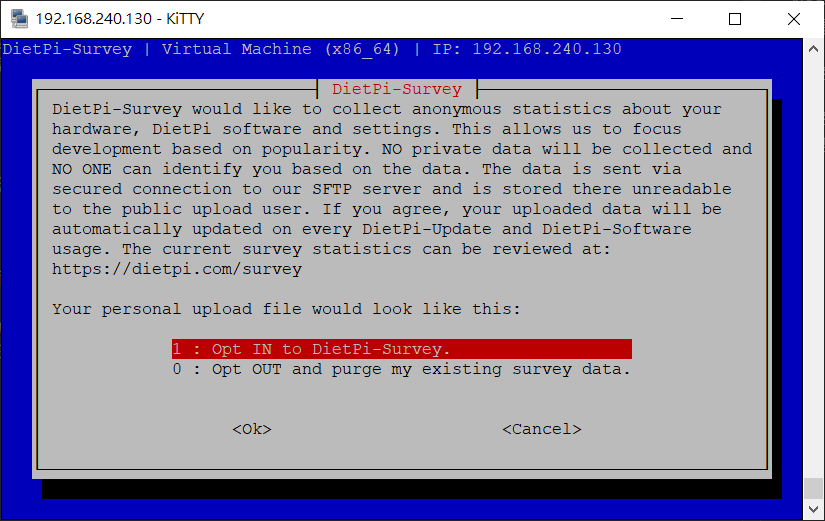 192.168.240.130 - KiTTY
DietPi-Survey | Virtual Machine (x86_64) | IP: 192.168.240.130
DietPi-Survey
DietPi-Survey would like to collect anonymous statistics about your
hardware, DietPi software and settings. This allows us to focus
development based on popularity. NO private data will be collected and
NO ONE can identify you based on the data. The data is sent via
secured connection to our SFTP server and is stored there unreadable
to the public upload user. If you agree, your uploaded data will be
automatically updated on every DietPi-Update and DietPi-Software
usage. The current survey statistics can be reviewed at:
https://dietpi.com/survey
Your personal upload file would look like this:
1 : Opt IN to DietPi-Survey.
0 : Opt OUT and purge my existing survey data.
<Ok> <Cancel>